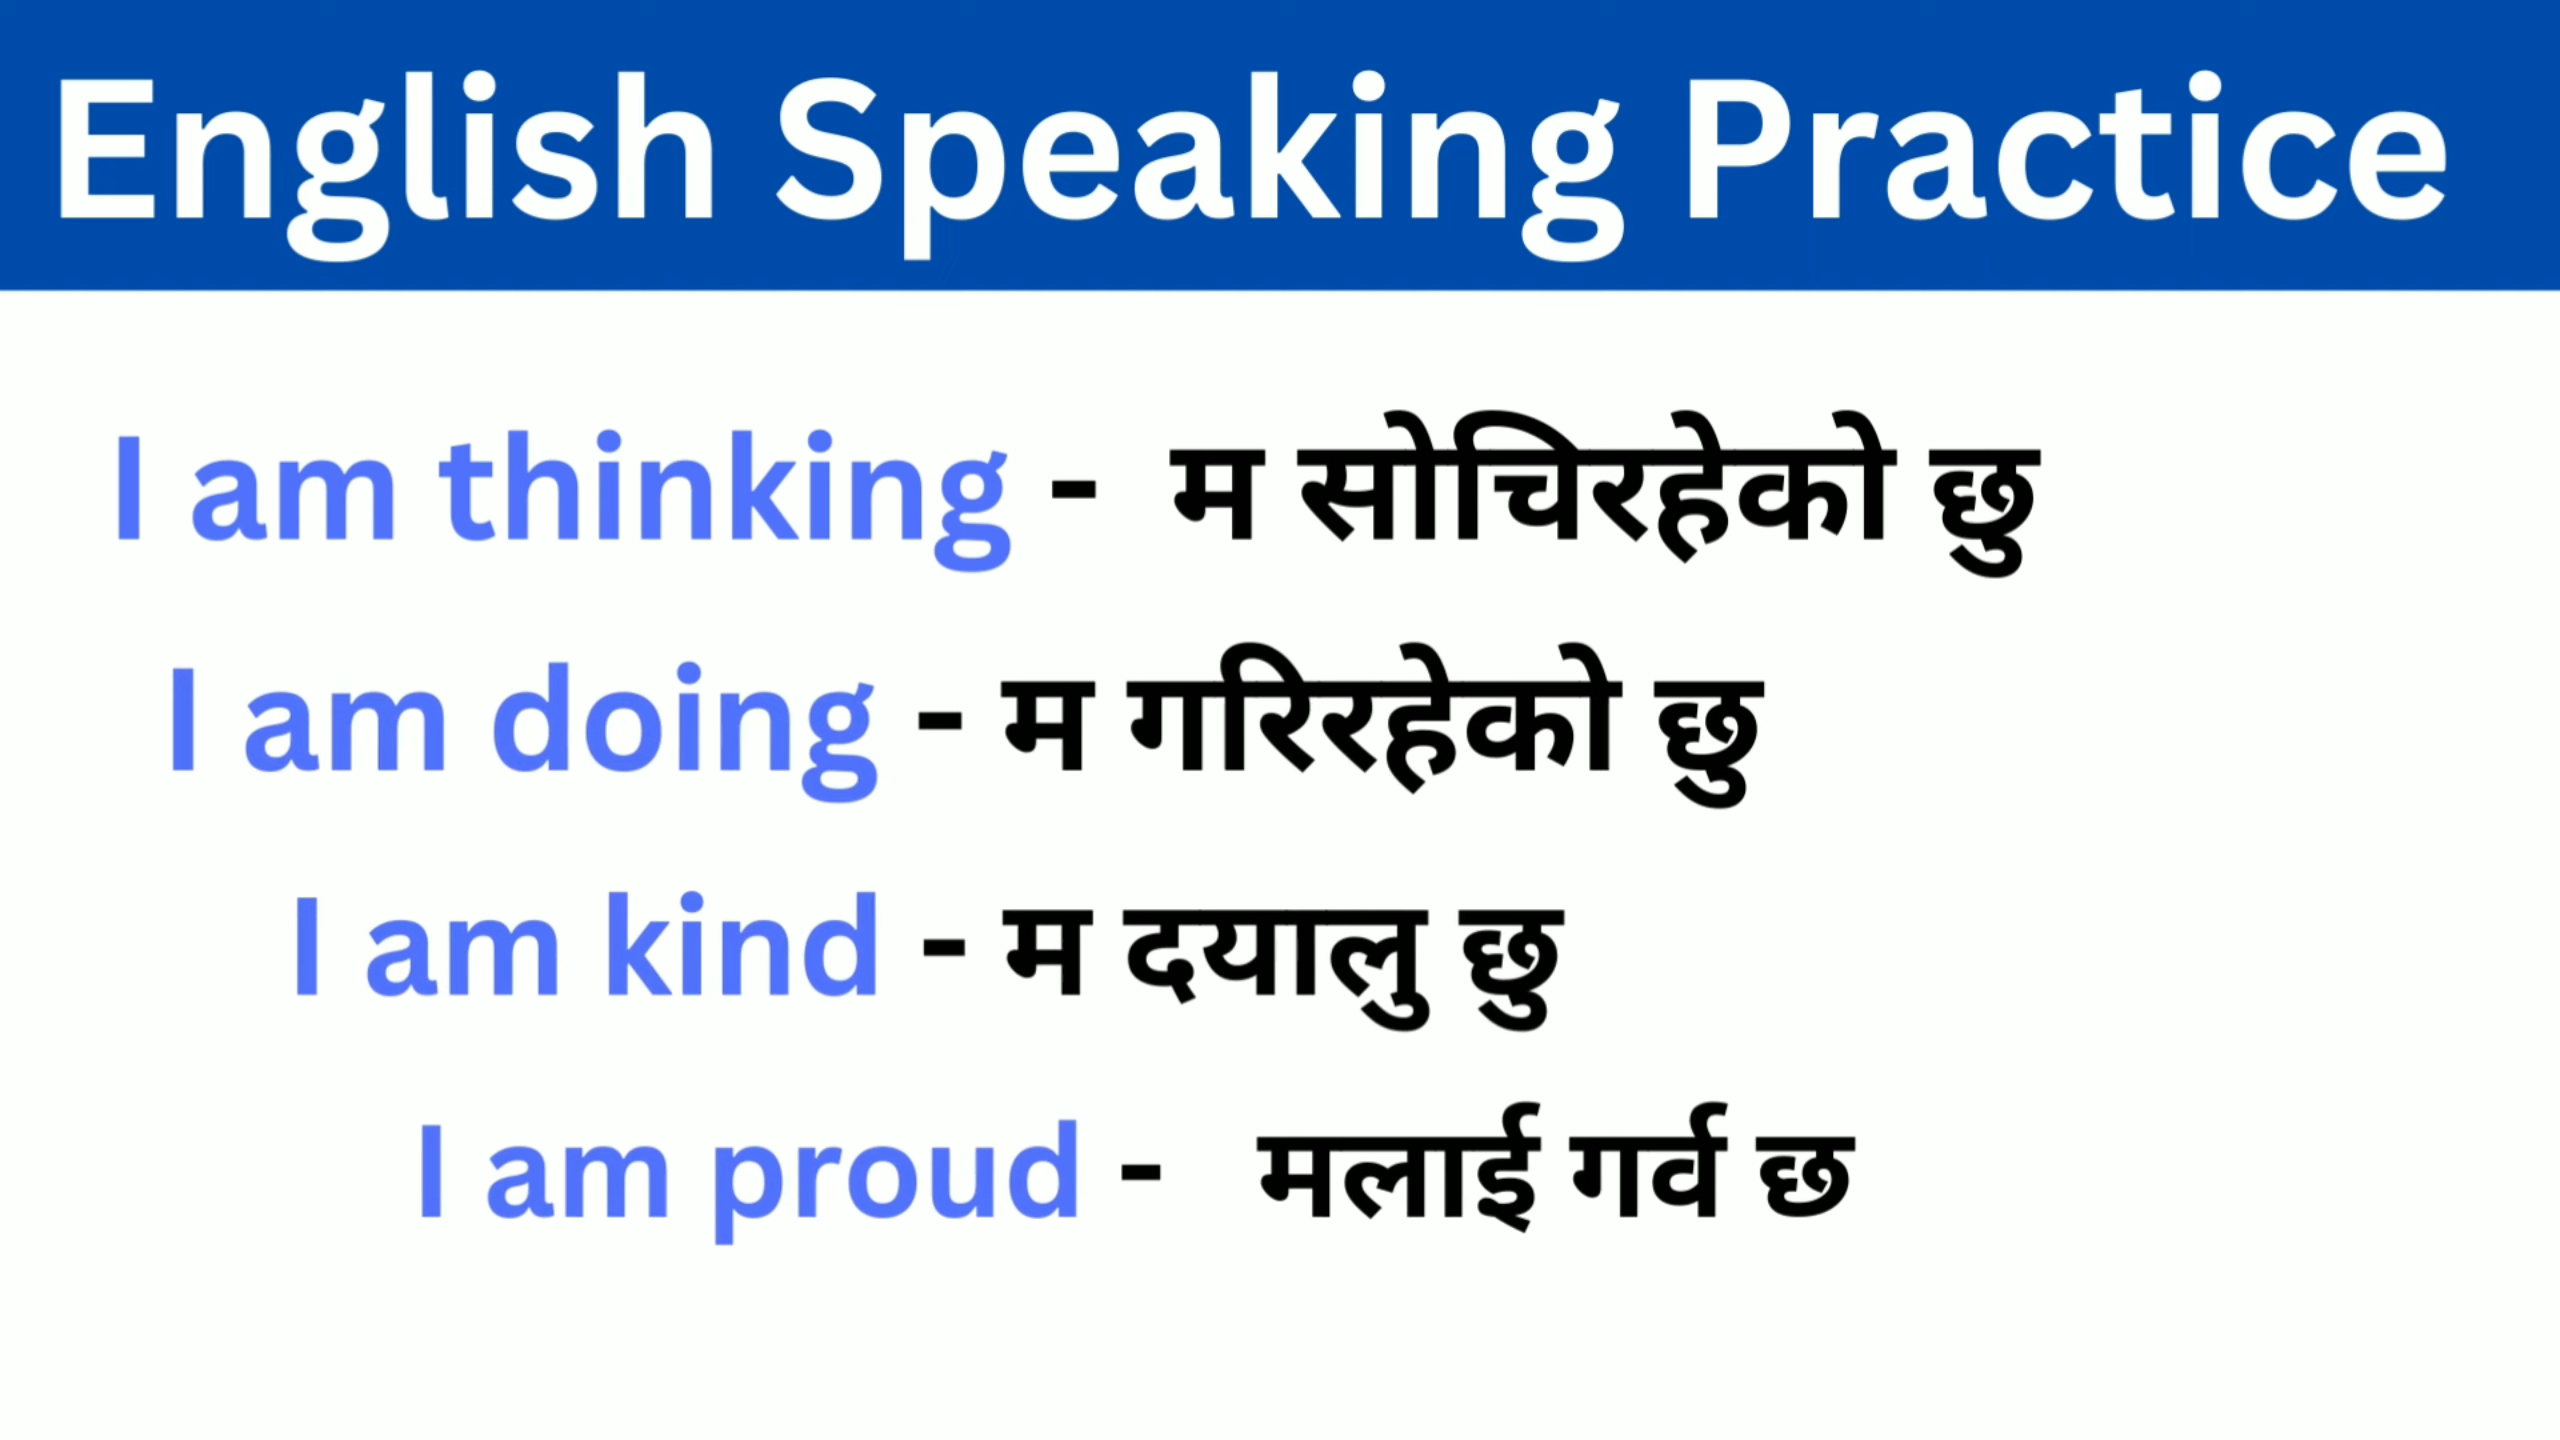 English Speaking Practice
I am thinking - म सोचिरहेको छु
I am doing - म गरिरहेको छु
I am kind - म दयालु छु
I am proud - मलाई गर्व छ